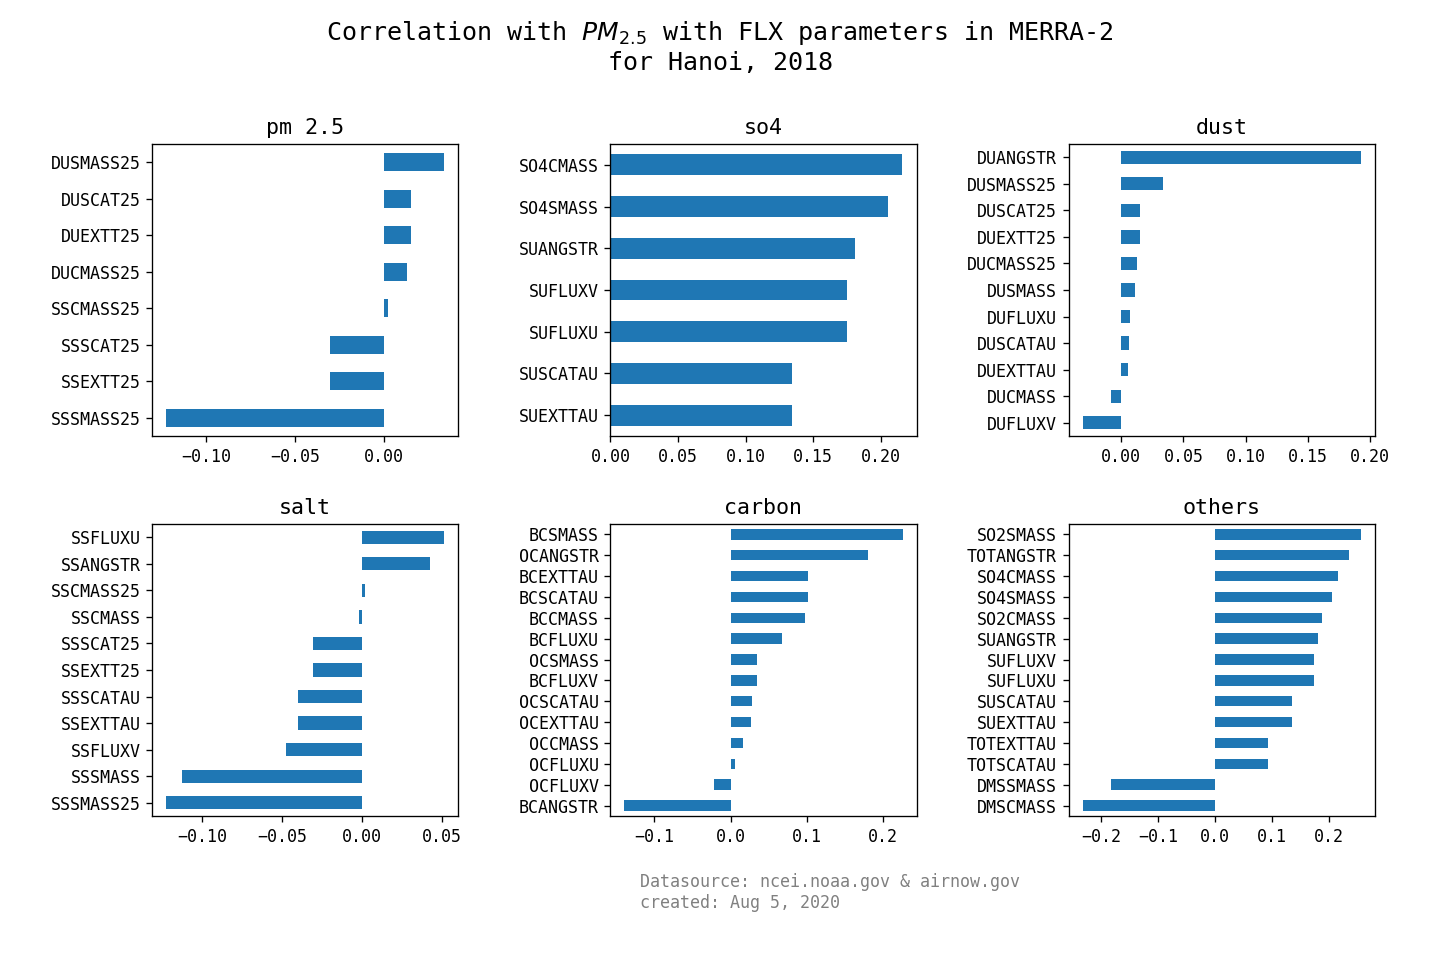 Correlation with PM2.5 with FLX parameters in MERRA-2
for Hanoi, 2018
pm 2.5
DUSMASS25
DUSCAT25
DUEXTT25
DUCMASS25
SSCMASS25
SSSCAT25
SSEXTT25
SSSMASS25
−0.10 −0.05 0.00
so4
SO4CMASS
SO4SMASS
SUANGSTR
SUFLUXV
SUFLUXU
SUSCATAU
SUEXTTAU
0.00 0.05 0.10 0.15 0.20
dust
DUANGSTR
DUSMASS25
DUSCAT25
DUEXTT25
DUCMASS25
DUSMASS
DUFLUXU
DUSCATAU
DUEXTTAU
DUCMASS
DUFLUXV
0.00 0.05 0.10 0.15 0.20
salt
SSFLUXU
SSANGSTR
SSCMASS25
SSCMASS
SSSCAT25
SSEXTT25
SSSCATAU
SSEXTTAU
SSFLUXV
SSSMASS
SSSMASS25
−0.10 −0.05 0.00 0.05
carbon
BCSMASS
OCANGSTR
BCEXTTAU
BCSCATAU
BCCMASS
BCFLUXU
OCSMASS
BCFLUXV
OCSCATAU
OCEXTTAU
OCCMASS
OCFLUXU
OCFLUXV
BCANGSTR
−0.1 0.0 0.1 0.2
others
SO2SMASS
TOTANGSTR
SO4CMASS
SO4SMASS
SO2CMASS
SUANGSTR
SUFLUXV
SUFLUXU
SUSCATAU
SUEXTTAU
TOTEXTTAU
TOTSCATAU
DMSSMASS
DMSCMASS
−0.2 −0.1 0.0 0.1 0.2
Datasource: ncei.noaa.gov & airnow.gov
created: Aug 5, 2020